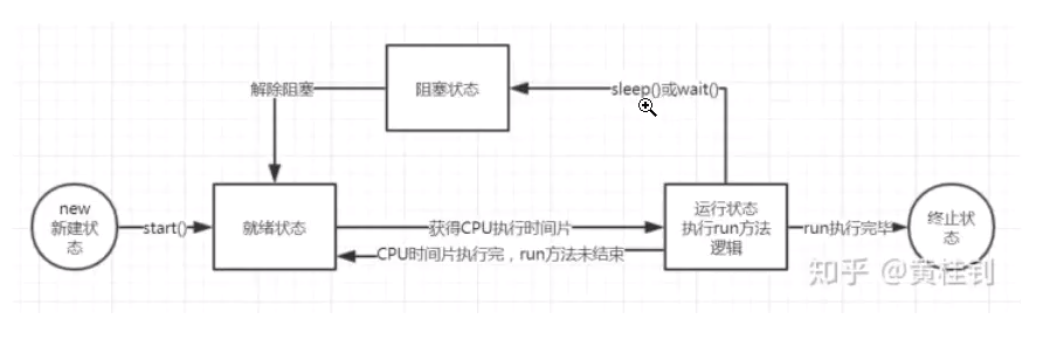 阻塞状态
解除阻塞
sleep()或wait()
new
新建状
态
start()
就绪状态
获得CPU执行时间片
CPU时间片执行完，run方法未结束
运行状态
执行run方法
逻辑
run执行完毕
终止状
态
知乎 @黄桂钊